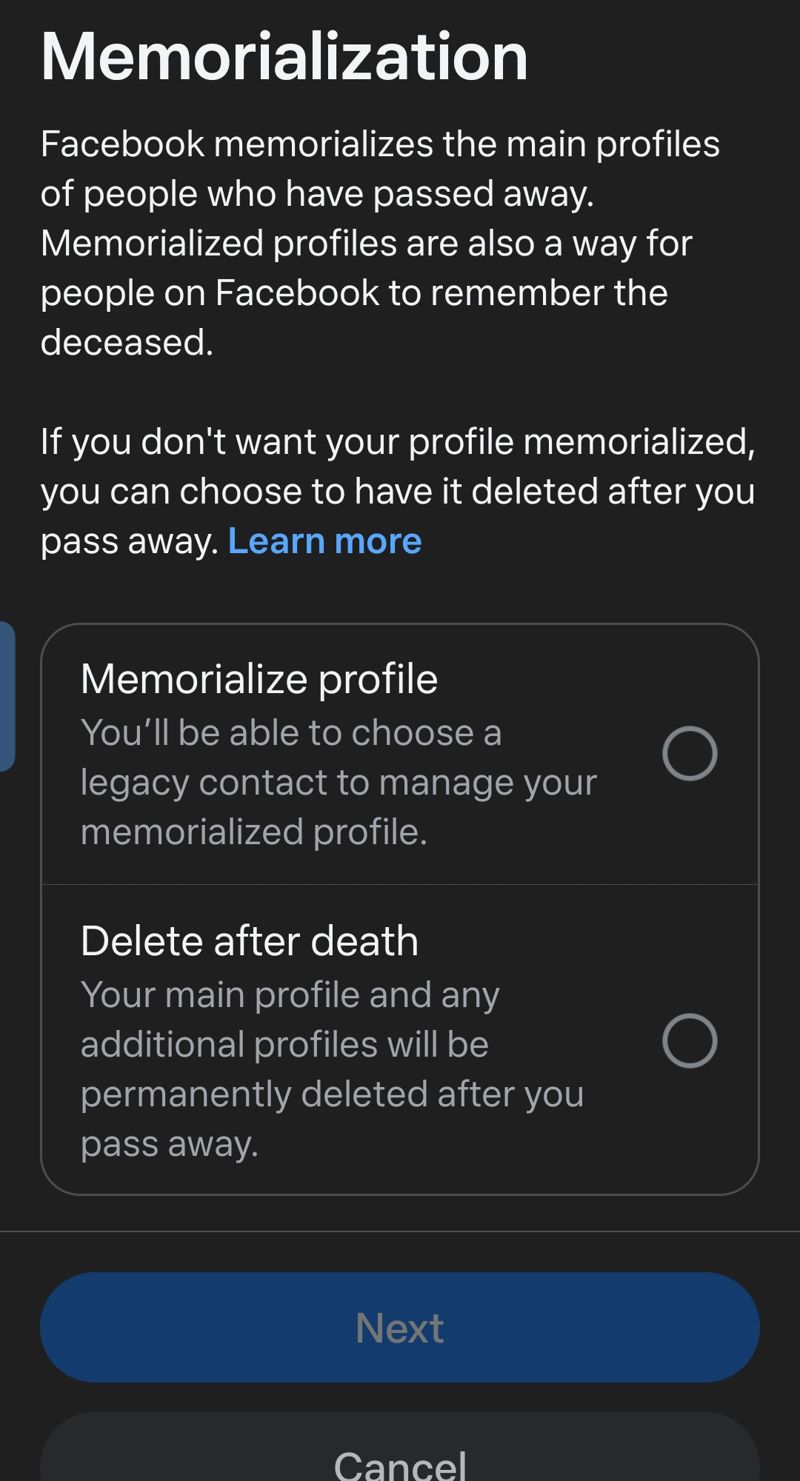 Memorialization
Facebook memorializes the main profiles
of people who have passed away.
Memorialized profiles are also a way for
people on Facebook to remember the
deceased.
If you don't want your profile memorialized,
you can choose to have it deleted after you
pass away. Learn more
Memorialize profile
You’ll be able to choose a
legacy contact to manage your
memorialized profile.
Delete after death
Your main profile and any
additional profiles will be
permanently deleted after you
pass away.
Next
Cancel